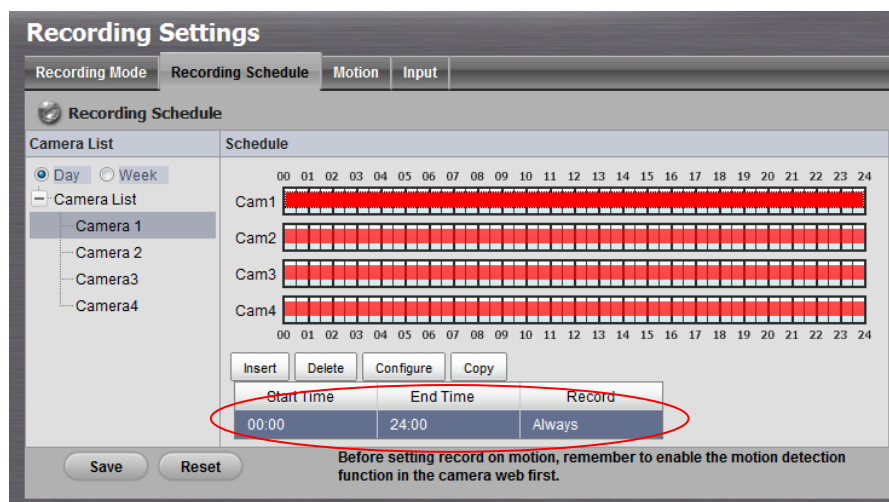 Recording Settings
Recording Mode Recording Schedule Motion Input
Recording Schedule
Camera List Schedule
Day Week
Camera List
Camera 1
Camera 2
Camera3
Camera4
00 01 02 03 04 05 06 07 08 09 10 11 12 13 14 15 16 17 18 19 20 21 22 23 24
Cam1
Cam2
Cam3
Cam4
00 01 02 03 04 05 06 07 08 09 10 11 12 13 14 15 16 17 18 19 20 21 22 23 24
Insert Delete Configure Copy
Start Time End Time Record
00:00 24:00 Always
Save Reset
Before setting record on motion, remember to enable the motion detection
function in the camera web first.